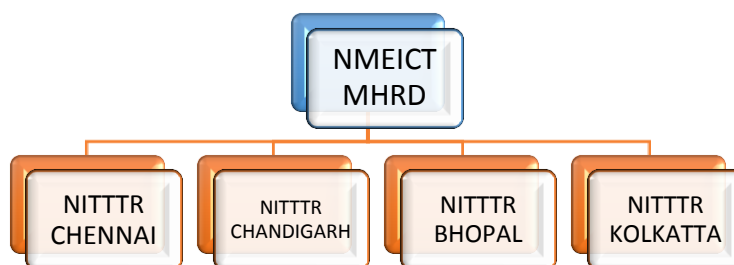 NMEICT
MHRD
NITTTR
CHENNAI
NITTTR
CHANDIGARH
NITTTR
BHOPAL
NITTTR
KOLKATTA